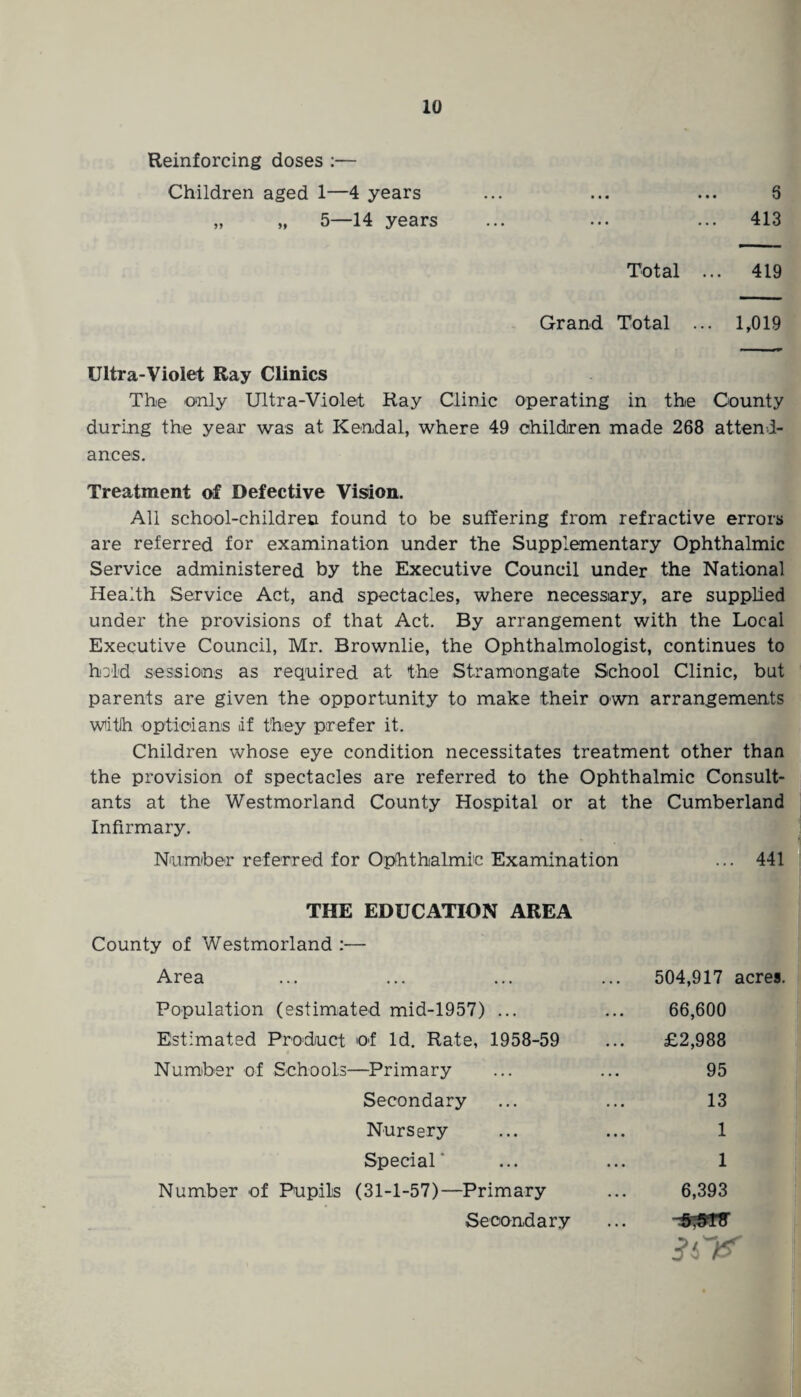 10
Reinforcing doses :—
Children aged 1—4 years ... ... ... 6
„ „ 5—14 years ... ... ... 413
Total ... 419
Grand Total ... 1,019
Ultra-Violet Ray Clinics
The only Ultra-Violet Ray Clinic operating in the County
during the year was at Kendal, where 49 children made 268 attend-
ances.
Treatment of Defective Vision.
All school-children found to be suffering from refractive errors
are referred for examination under the Supplementary Ophthalmic
Service administered by the Executive Council under the National
Health Service Act, and spectacles, where necessary, are supplied
under the provisions of that Act. By arrangement with the Local
Executive Council, Mr. Brownlie, the Ophthalmologist, continues to
hold sessions as required at the Stramongate School Clinic, but
parents are given the opportunity to make their own arrangements
with opticians if they prefer it.
Children whose eye condition necessitates treatment other than
the provision of spectacles are referred to the Ophthalmic Consult-
ants at the Westmorland County Hospital or at the Cumberland
Infirmary.
Number referred for Ophthalmic Examination ... 441
THE EDUCATION AREA
County of Westmorland :—
Area ... ... ... ... 504,917 acres.
Population (estimated mid-1957) ... ... 66,600
Estimated Product of 1d. Rate, 1958-59 ... £2,988
Number of Schools—Primary ... ... 95
Secondary ... ... 13
Nursery ... ... 1
Special ... ... 1
Number of Pupils (31-1-57)—Primary ... 6,393
Secondary ...